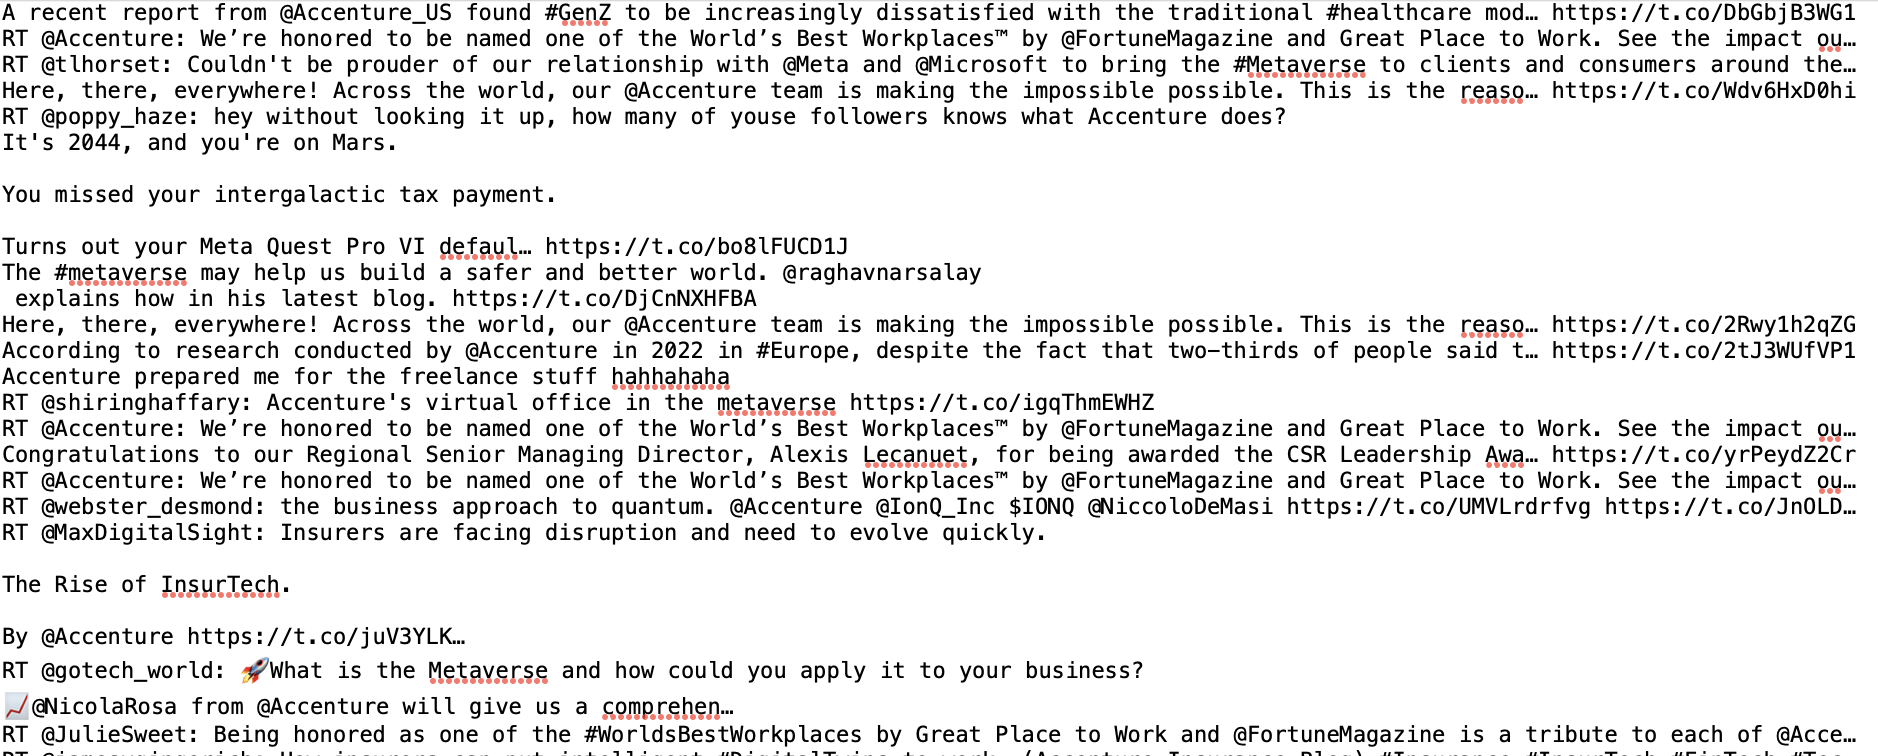 A recent report from @Accenture_US found #GenZ to be increasingly dissatisfied with the traditional #healthcare mod… https://t.co/DbGbjB3WG1
RT @Accenture: We’re honored to be named one of the World’s Best Workplaces™ by @FortuneMagazine and Great Place to Work. See the impact ou…
RT @tlhorset: Couldn't be prouder of our relationship with @Meta and @Microsoft to bring the #Metaverse to clients and consumers around the…
Here, there, everywhere! Across the world, our @Accenture team is making the impossible possible. This is the reaso… https://t.co/Wdv6HxD0hi
RT @poppy_haze: hey without looking it up, how many of youse followers knows what Accenture does?
It's 2044, and you're on Mars.
You missed your intergalactic tax payment.
Turns out your Meta Quest Pro VI defaul… https://t.co/bo8lFUCD1J
The #metaverse may help us build a safer and better world. @raghavnarsalay
explains how in his latest blog. https://t.co/DjCnNXHFBA
Here, there, everywhere! Across the world, our @Accenture team is making the impossible possible. This is the reaso… https://t.co/2Rwy1h2qZG
According to research conducted by @Accenture in 2022 in #Europe, despite the fact that two-thirds of people said t… https://t.co/2tJ3WUfVP1
Accenture prepared me for the freelance stuff hahhahaha
RT @shiringhaffary: Accenture's virtual office in the metaverse https://t.co/igqThmEWHZ
RT @Accenture: We’re honored to be named one of the World’s Best Workplaces™ by @FortuneMagazine and Great Place to Work. See the impact ou…
Congratulations to our Regional Senior Managing Director, Alexis Lecanuet, for being awarded the CSR Leadership Awa… https://t.co/yrPeydZ2Cr
RT @Accenture: We’re honored to be named one of the World’s Best Workplaces™ by @FortuneMagazine and Great Place to Work. See the impact ou…
RT @webster_desmond: the business approach to quantum. @Accenture @IonQ_Inc $IONQ @NiccoloDeMasi https://t.co/UMVLrdrfvg https://t.co/JnOLD…
RT @MaxDigitalSight: Insurers are facing disruption and need to evolve quickly.
The Rise of InsurTech.
By @Accenture https://t.co/juV3YLK…
RT @gotech_world: 🚀What is the Metaverse and how could you apply it to your business?
📈@NicolaRosa from @Accenture will give us a comprehen…
RT @JulieSweet: Being honored as one of the #WorldsBestWorkplaces by Great Place to Work and @FortuneMagazine is a tribute to each of @Acce…